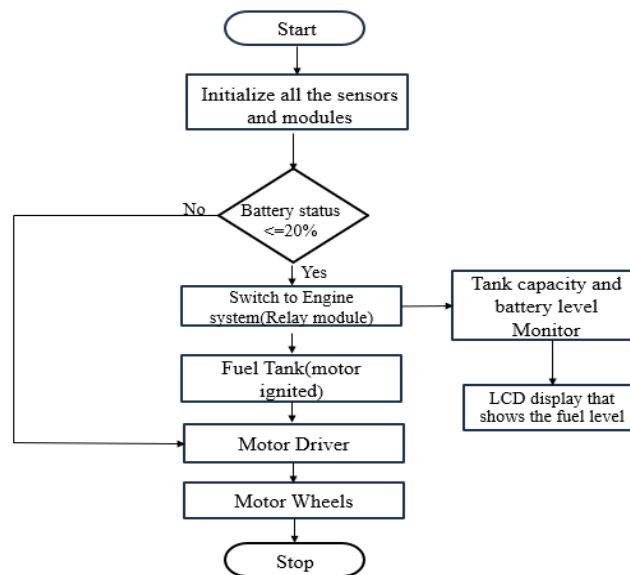 Start
Initialize all the sensors
and modules
No
Battery status
<=20%
Yes
Switch to Engine
system(Relay module)
Tank capacity and
battery level
Monitor
Fuel Tank(motor
ignited)
LCD display that
shows the fuel level
Motor Driver
Motor Wheels
Stop